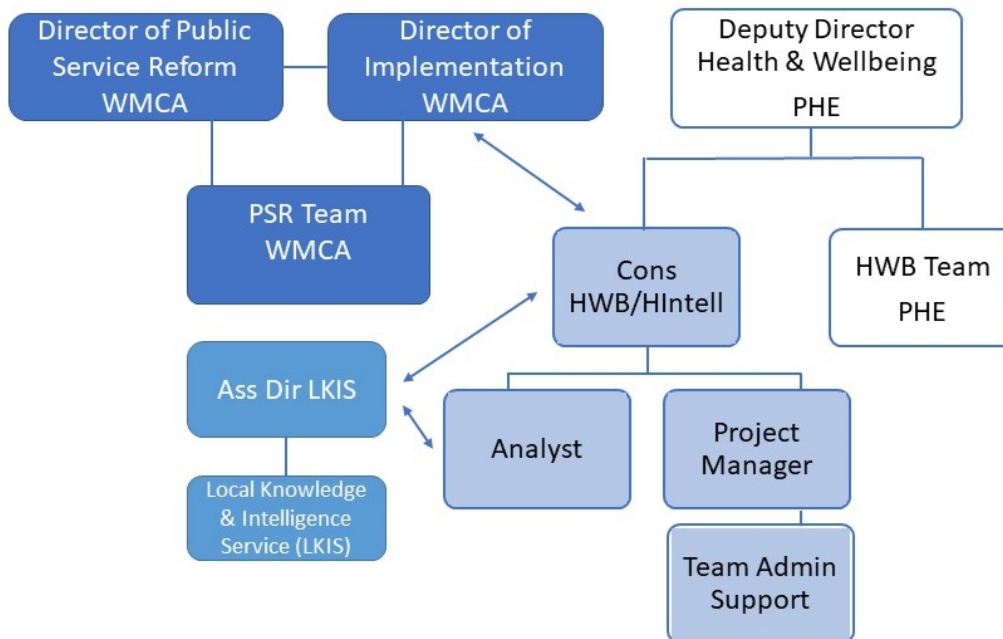 Director of Public
Service Reform
WMCA
Director of
Implementation
WMCA
Deputy Director
Health & Wellbeing
PHE
PSR Team
WMCA
Cons
HWB/HIntell
HWB Team
PHE
Ass Dir LKIS
Analyst
Project
Manager
Local Knowledge
& Intelligence
Service (LKIS)
Team Admin
Support